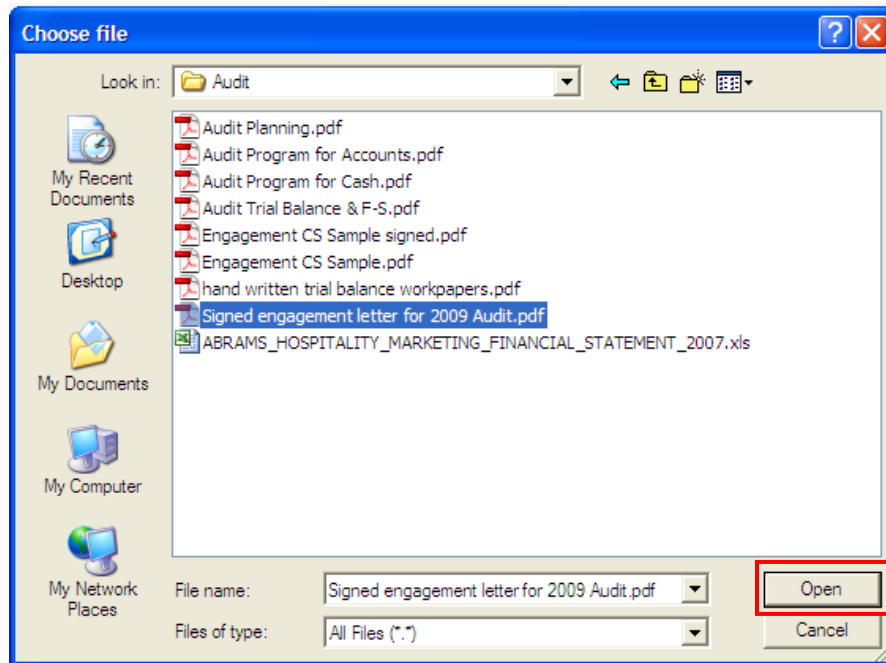 Choose file
Look in:
Audit
My Recent
Documents
Desktop
My Documents
My Computer
My Network
Places
Audit Planning.pdf
Audit Program for Accounts.pdf
Audit Program for Cash.pdf
Audit Trial Balance & F-S.pdf
Engagement CS Sample signed.pdf
Engagement CS Sample.pdf
hand written trial balance workpapers.pdf
Signed engagement letter for 2009 Audit.pdf
ABRAMS_HOSPITALITY_MARKETING_FINANCIAL_STATEMENT_2007.xls
File name:
Signed engagement letter for 2009 Audit.pdf
Open
Files of type:
All Files (*.*)
Cancel